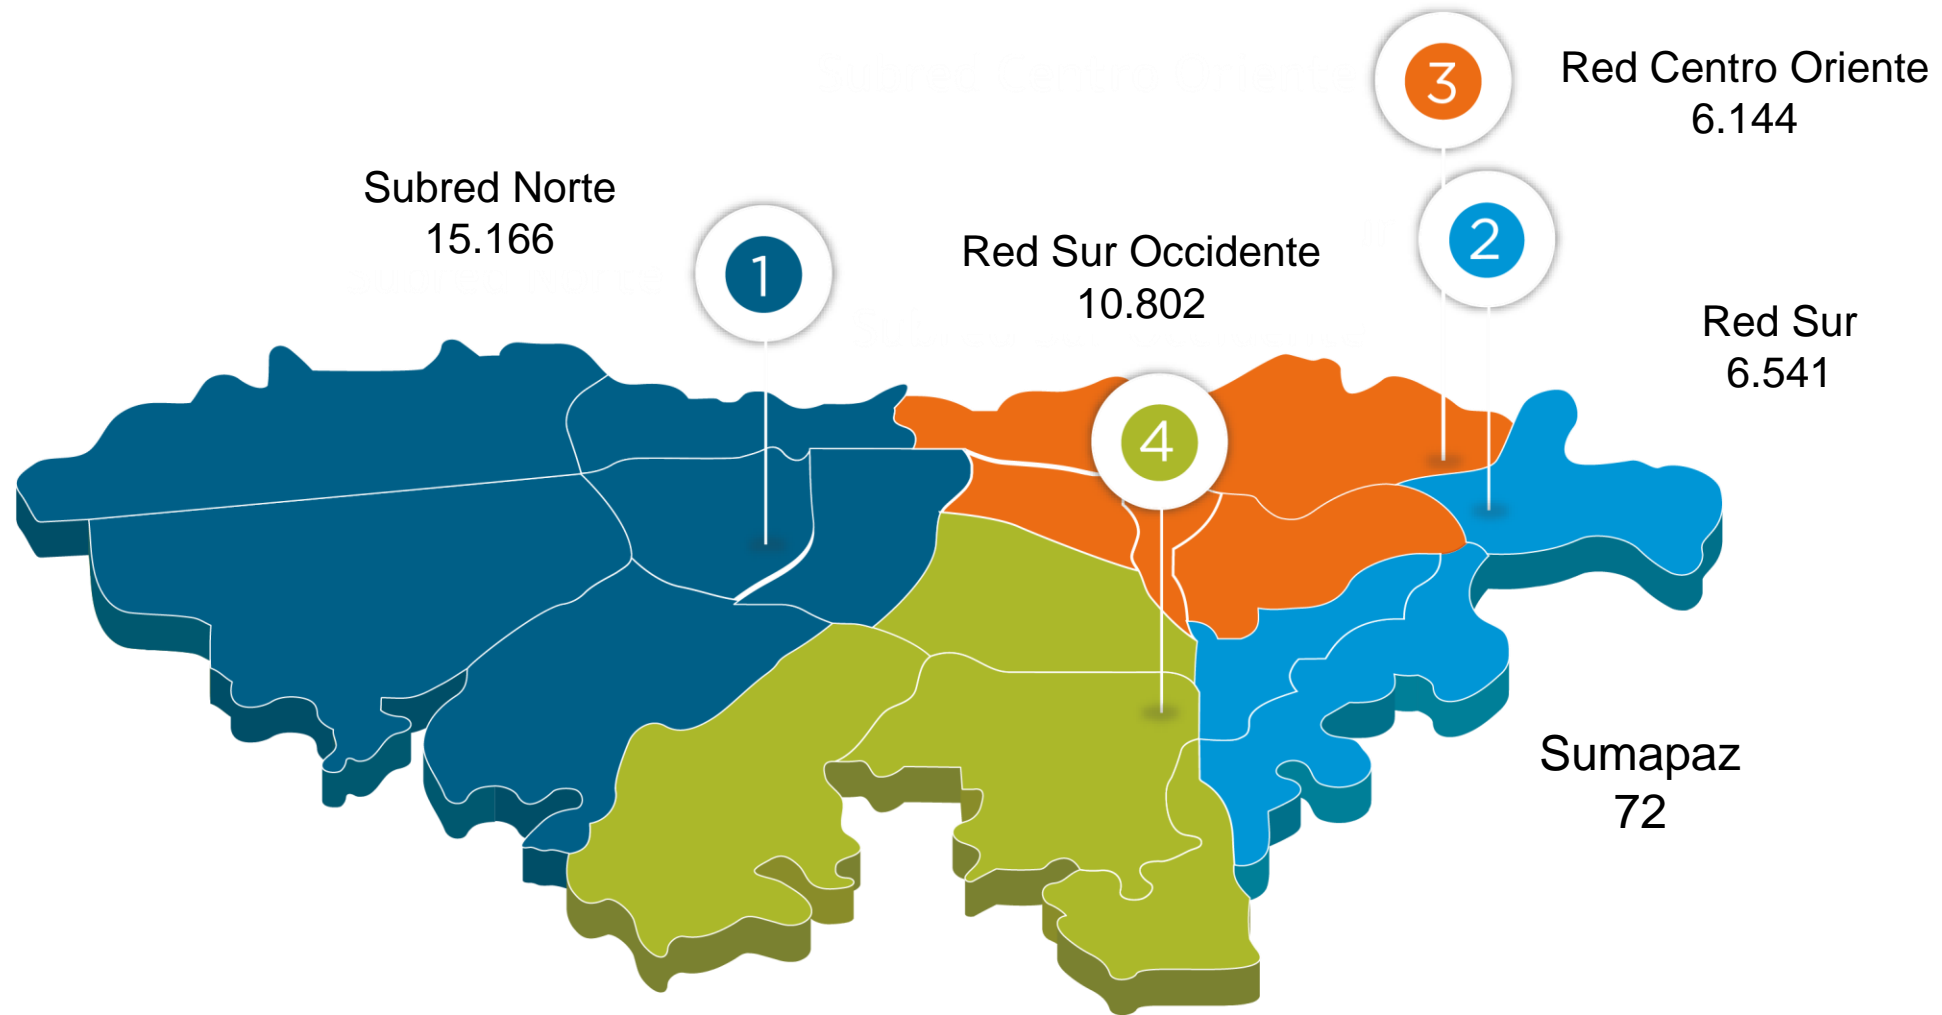 3
Red Centro Oriente
6.144
Subred Norte
15.166
1
2
Red Sur Occidente
10.802
Red Sur
6.541
4
Sumapaz
72